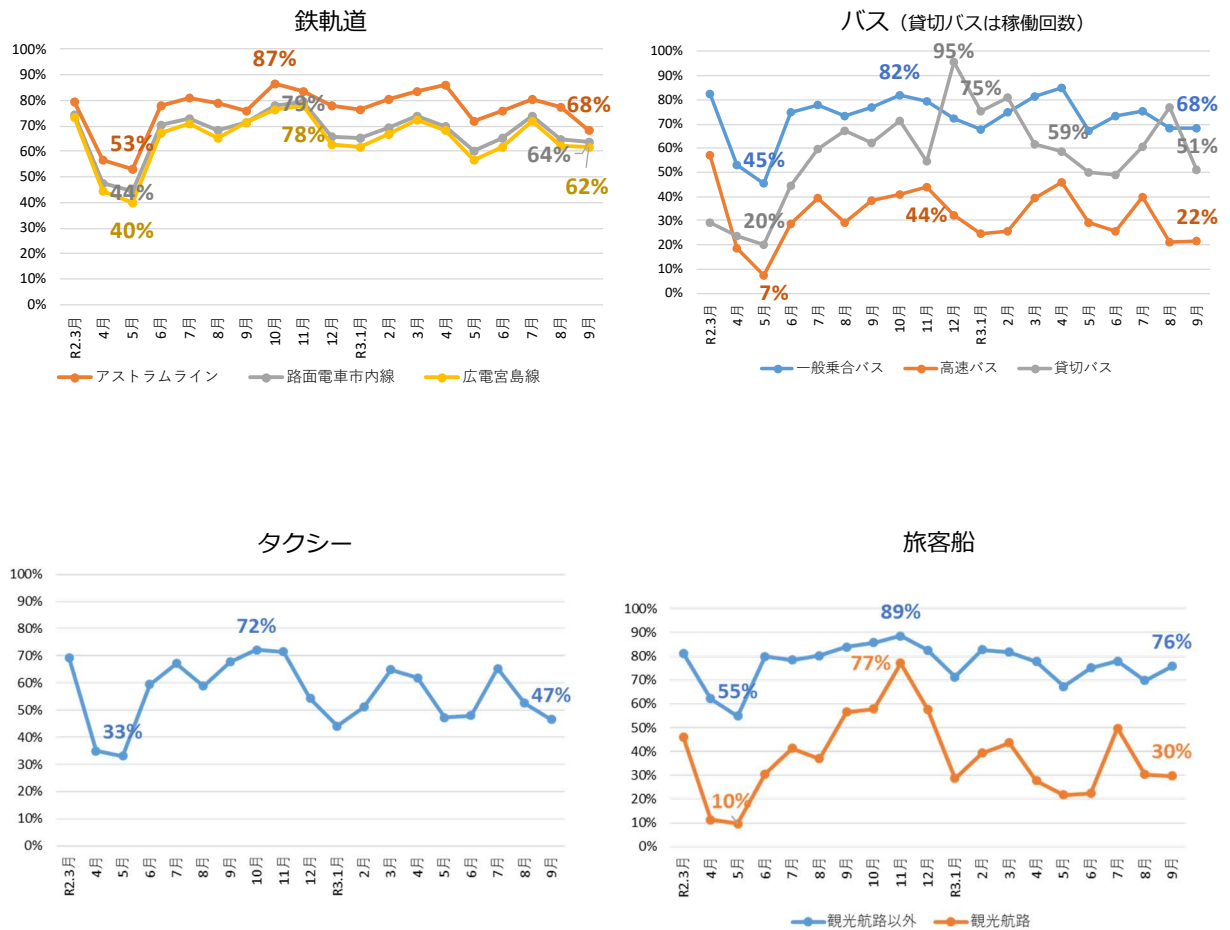 鉄軌道
100%
90%
80%
70%
60%
50%
40%
30%
20%
10%
0%
87%
53%
44%
40%
79%
78%
68%
64%
62%
R2.3月
4月
5月
6月
7月
8月
9月
10月
11月
12月
R3.1月
2月
3月
4月
5月
6月
7月
8月
9月
アストラムライン
路面電車市内線
広電宮島線
バス（貸切バスは稼働回数）
100%
90%
80%
70%
60%
50%
40%
30%
20%
10%
0%
95%
82%
75%
68%
59%
51%
45%
44%
20%
22%
7%
R2.3月
4月
5月
6月
7月
8月
9月
10月
11月
12月
R3.1月
2月
3月
4月
5月
6月
7月
8月
9月
一般乗合バス
高速バス
貸切バス
タクシー
100%
90%
80%
70%
60%
50%
40%
30%
20%
10%
0%
72%
47%
33%
R2.3月
4月
5月
6月
7月
8月
9月
10月
11月
12月
R3.1月
2月
3月
4月
5月
6月
7月
8月
9月
旅客船
100%
90%
80%
70%
60%
50%
40%
30%
20%
10%
0%
89%
77%
76%
55%
30%
10%
R2.3月
4月
5月
6月
7月
8月
9月
10月
11月
12月
R3.1月
2月
3月
4月
5月
6月
7月
8月
9月
観光航路以外
観光航路